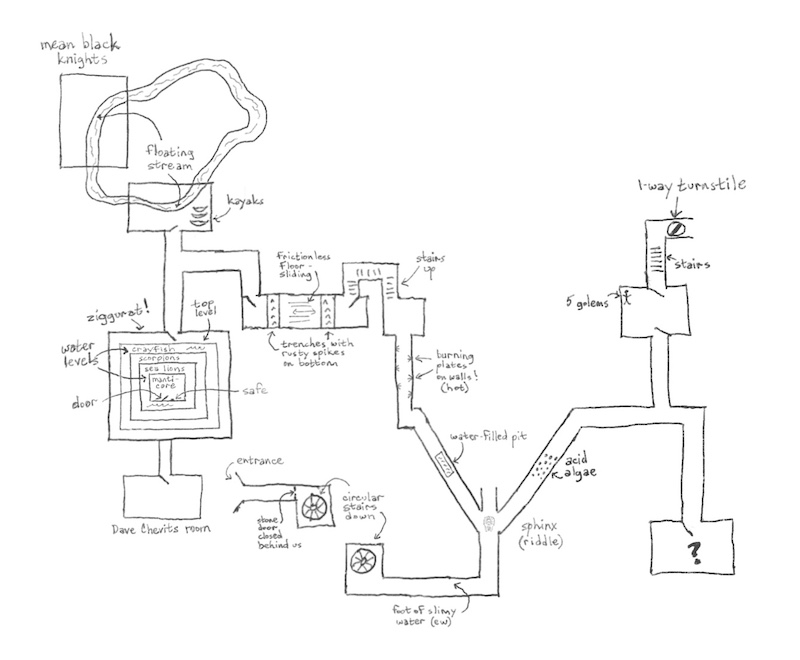 mean black
knights
floating
stream
kayaks
1-way turnstile
stairs
5 golems
frictionless
floor -
sliding
stairs
up
ziggurat!
top
level
water
levels
crayfish
scorpions
sea lions
manti-
core
door
safe
trenches with
rusty spikes
on bottom
burning
plates
on walls!
(hot)
water-filled pit
acid
algae
entrance
circular
stairs
down
stone
door
closed
behind us
Dave Chevits room
sphinx
(riddle)
?
foot of slimy
water (ew)